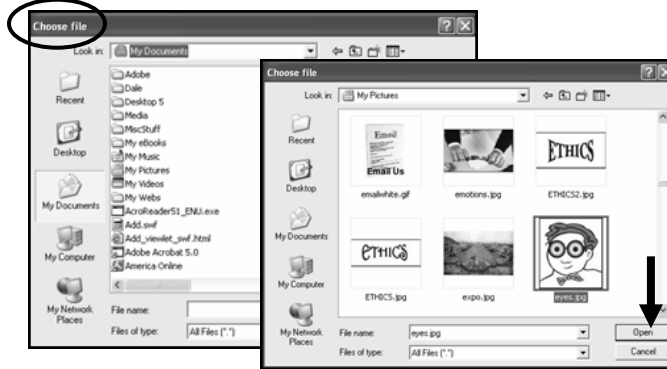 Choose file
Look in:
My Documents
Recent
Desktop
My Documents
My Computer
My Network
Places
Adobe
Dale
Desktop 5
Media
MiscStuff
My eBooks
My Music
My Pictures
My Videos
My Webs
AcroReader51_ENU.exe
Add.swf
Add_viewlet_swf.html
Adobe Acrobat 5.0
America Online
File name:
Files of type:
All Files (*.*)
Choose file
Look in:
My Pictures
Recent
Desktop
My Documents
My Computer
My Network
Places
Email
Email Us
ETHICS
emailwhite.gif
emotions.jpg
ETHICS2.jpg
ETHICS
ETHICS.jpg
expo.jpg
eyes.jpg
File name:
eyes.jpg
Open
Files of type:
All Files (*.*)
Cancel